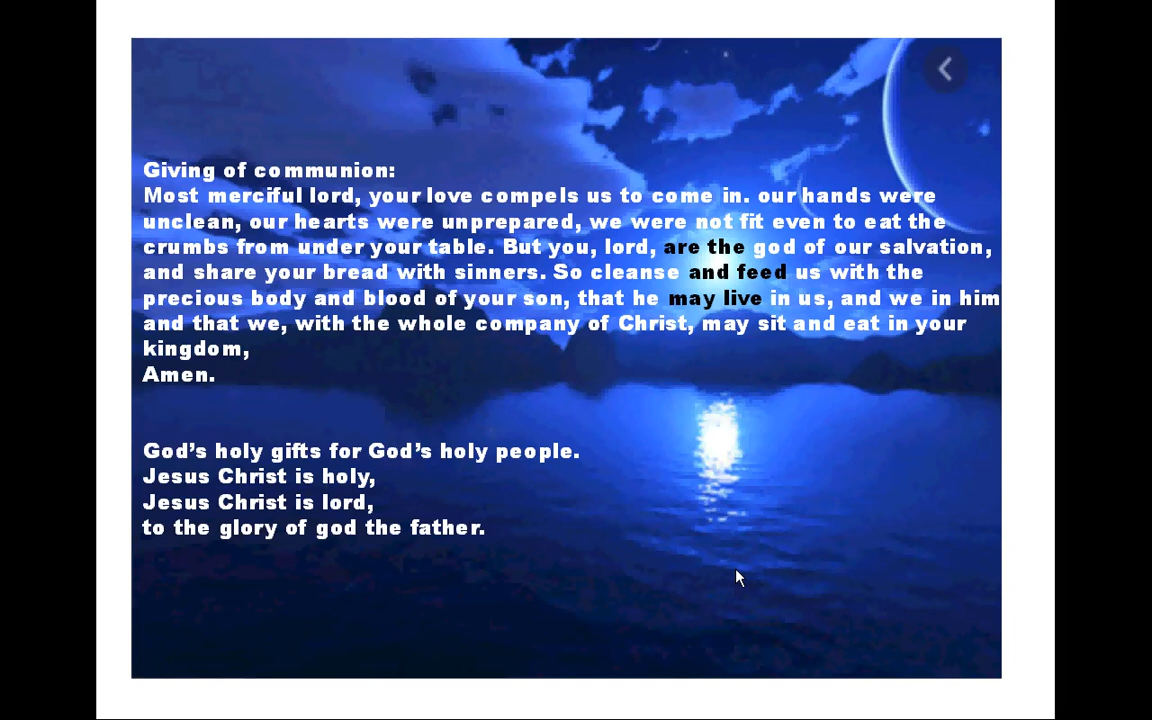 Giving of communion:
Most merciful lord, your love compels us to come in. our hands were
unclean, our hearts were unprepared, we were not fit even to eat the
crumbs from under your table. But you, lord, are the god of our salvation,
and share your bread with sinners. So cleanse and feed us with the
precious body and blood of your son, that he may live in us, and we in him
and that we, with the whole company of Christ, may sit and eat in your
kingdom,
Amen.
God’s holy gifts for God’s holy people.
Jesus Christ is holy,
Jesus Christ is lord,
to the glory of god the father.